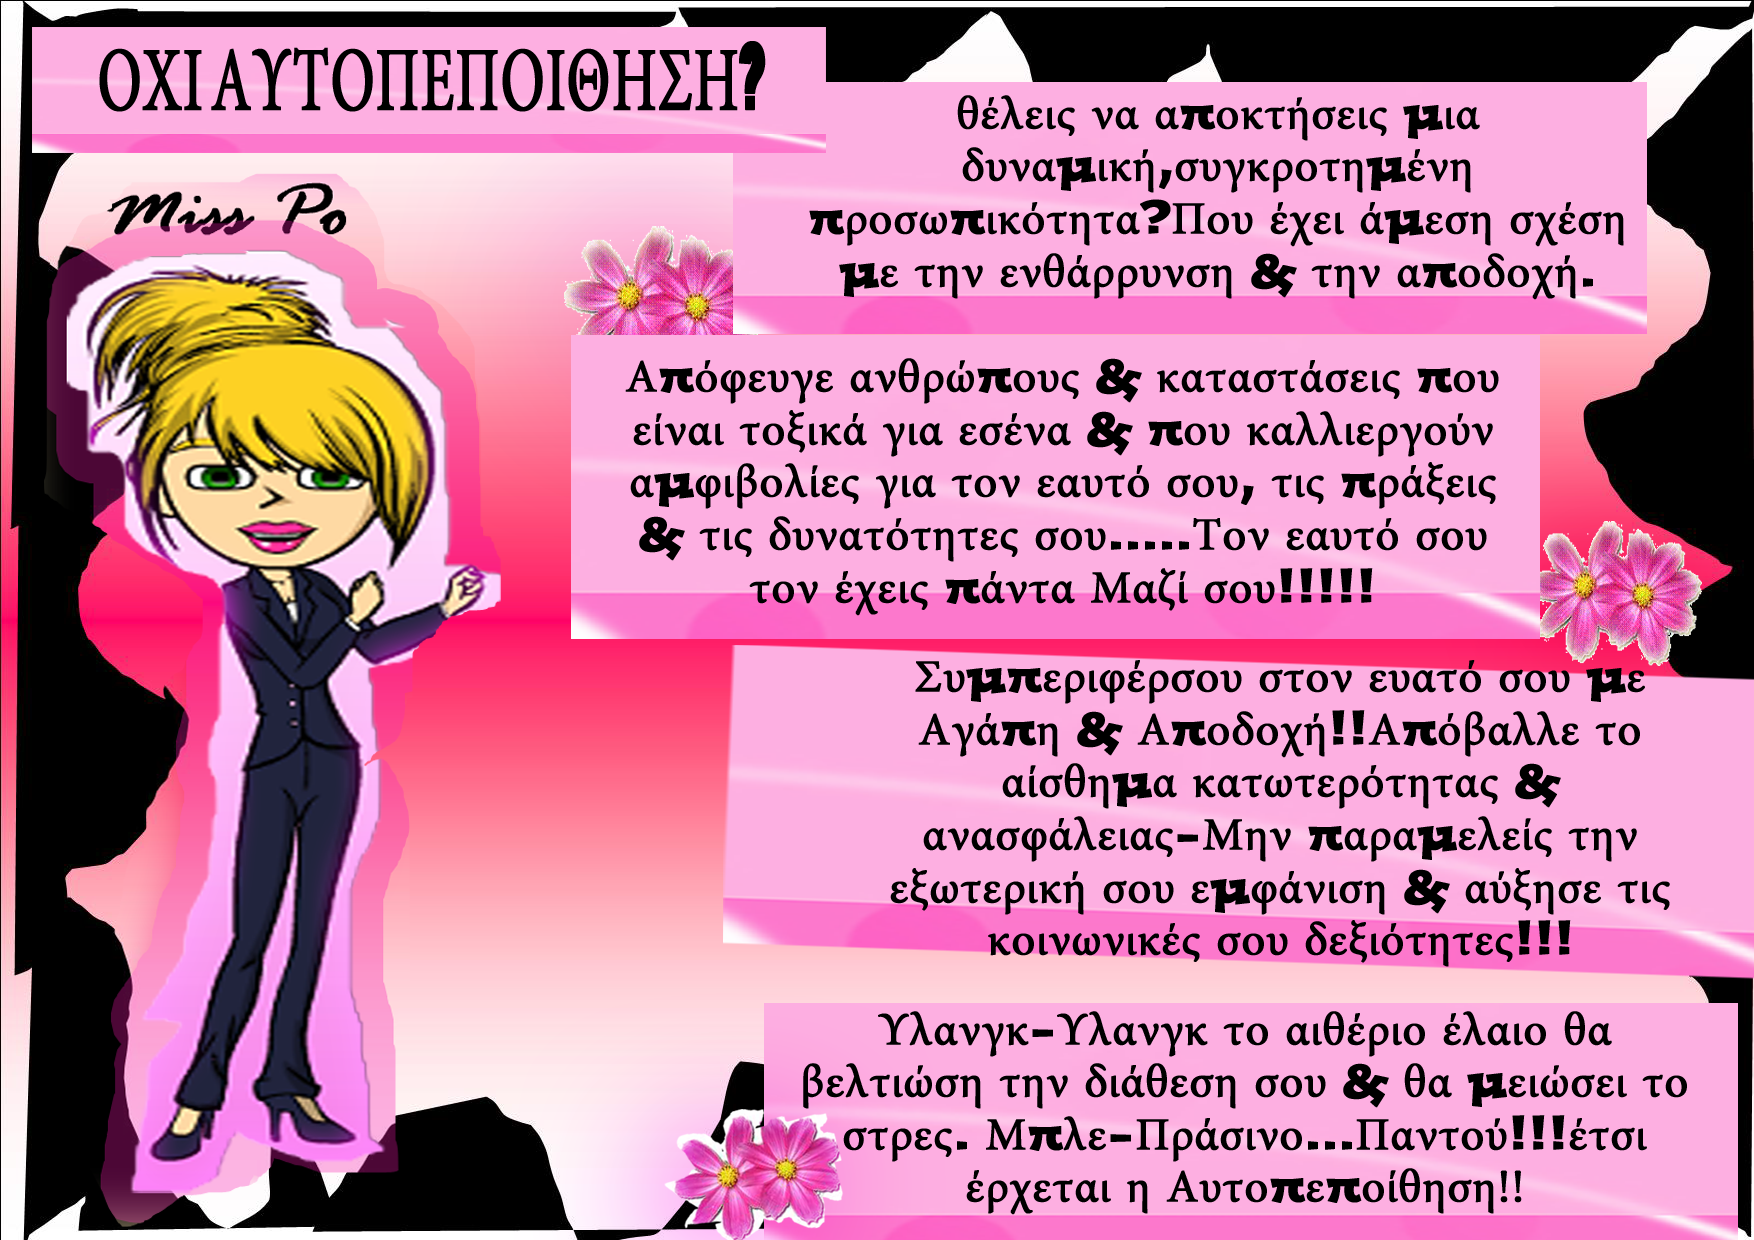 ΟΧΙ ΑΥΤΟΠΕΠΟΙΘΗΣΗ?
Miss Po
θέλεις να αποκτήσεις μια
δυναμική,συγκροτημένη
προσωπικότητα?Που έχει άμεση σχέση
με την ενθάρρυνση & την αποδοχή.
Απόφευγε ανθρώπους & καταστάσεις που
είναι τοξικά για εσένα & που καλλιεργούν
αμφιβολίες για τον εαυτό σου, τις πράξεις
& τις δυνατότητες σου.....Τον εαυτό σου
τον έχεις πάντα Μαζί σου!!!!!
Συμπεριφέρσου στον ευατό σου με
Αγάπη & Αποδοχή!!Απόβαλλε το
αίσθημα κατωτερότητας &
ανασφάλειας-Μην παραμελείς την
εξωτερική σου εμφάνιση & αύξησε τις
κοινωνικές σου δεξιότητες!!!
Υλανγκ-Υλανγκ το αιθέριο έλαιο θα
βελτιώση την διάθεση σου & θα μειώσει το
στρες. Μπλε-Πράσινο...Παντού!!!έτσι
έρχεται η Αυτοπεποίθηση!!